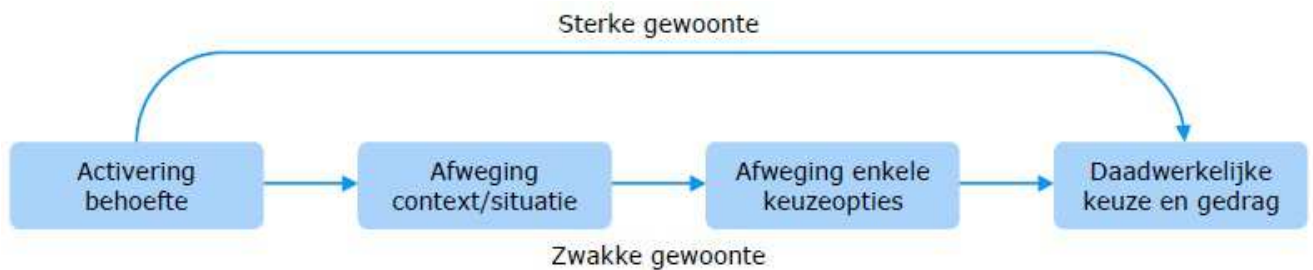 Sterke gewoonte
Activering
behoefte
Afweging
context/situatie
Afweging enkele
keuzeopties
Daadwerkelijke
keuze en gedrag
Zwakke gewoonte